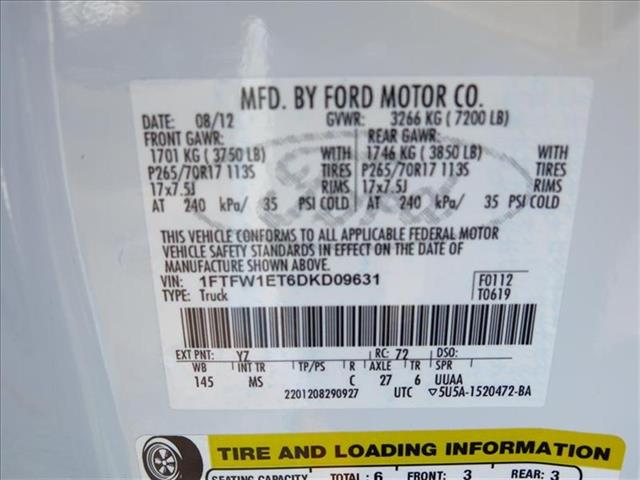 MFD. BY FORD MOTOR CO.
DATE: 08/12 GVWR: 3266 KG ( 7200 LB)
FRONT GAWR: REAR GAWR:
1701 KG ( 3750 LB) WITH 1746 KG ( 3850 LB) WITH
P265/70R17 113S TIRES P265/70R17 113S TIRES
17x7.5J RIMS 17x7.5J RIMS
AT 240 kPa/ 35 PSI COLD AT 240 kPa/ 35 PSI COLD
THIS VEHICLE CONFORMS TO ALL APPLICABLE FEDERAL MOTOR
VEHICLE SAFETY STANDARDS IN EFFECT ON THE DATE OF
MANUFACTURE SHOWN ABOVE.
VIN: 1FTFW1ET6DKD09631 F0112
TYPE: Truck T0619
EXT PNT: YZ RC: 72 DSO:
WB INT TR TP/PS R AXLE TR SPR
145 MS C 27 6 UUAA
2201208290927 UTC ▽5U5A-1520472-BA
TIRE AND LOADING INFORMATION
SEATING CAPACITY TOTAL: 6 FRONT: 3 REAR: 3